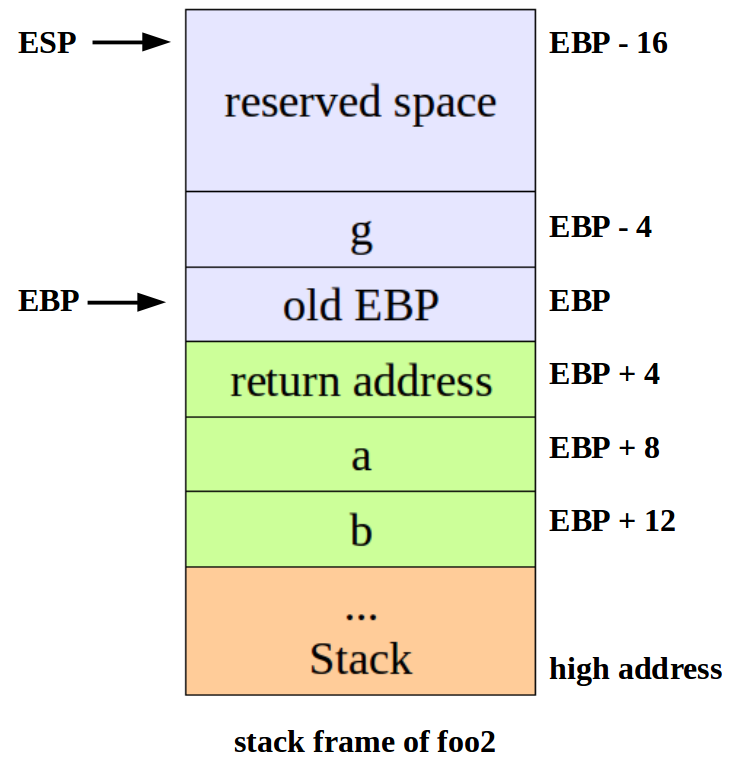 ESP
EBP - 16
reserved space
g
EBP - 4
EBP
old EBP
EBP
return address
EBP + 4
a
EBP + 8
b
EBP + 12
...
Stack
high address
stack frame of foo2